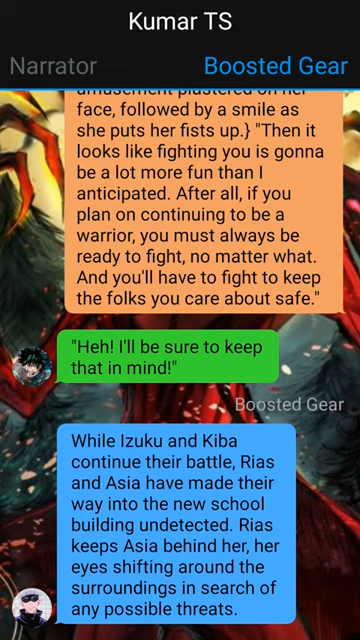 Kumar TS
Narrator
Boosted Gear
amusement plastered on her
face, followed by a smile as
she puts her fists up.} "Then it
looks like fighting you is gonna
be a lot more fun than I
anticipated. After all, if you
plan on continuing to be a
warrior, you must always be
ready to fight, no matter what.
And you'll have to fight to keep
the folks you care about safe."
"Heh! I'll be sure to keep
that in mind!"
Boosted Gear
While Izuku and Kiba
continue their battle, Rias
and Asia have made their
way into the new school
building undetected. Rias
keeps Asia behind her, her
eyes shifting around the
surroundings in search of
any possible threats.